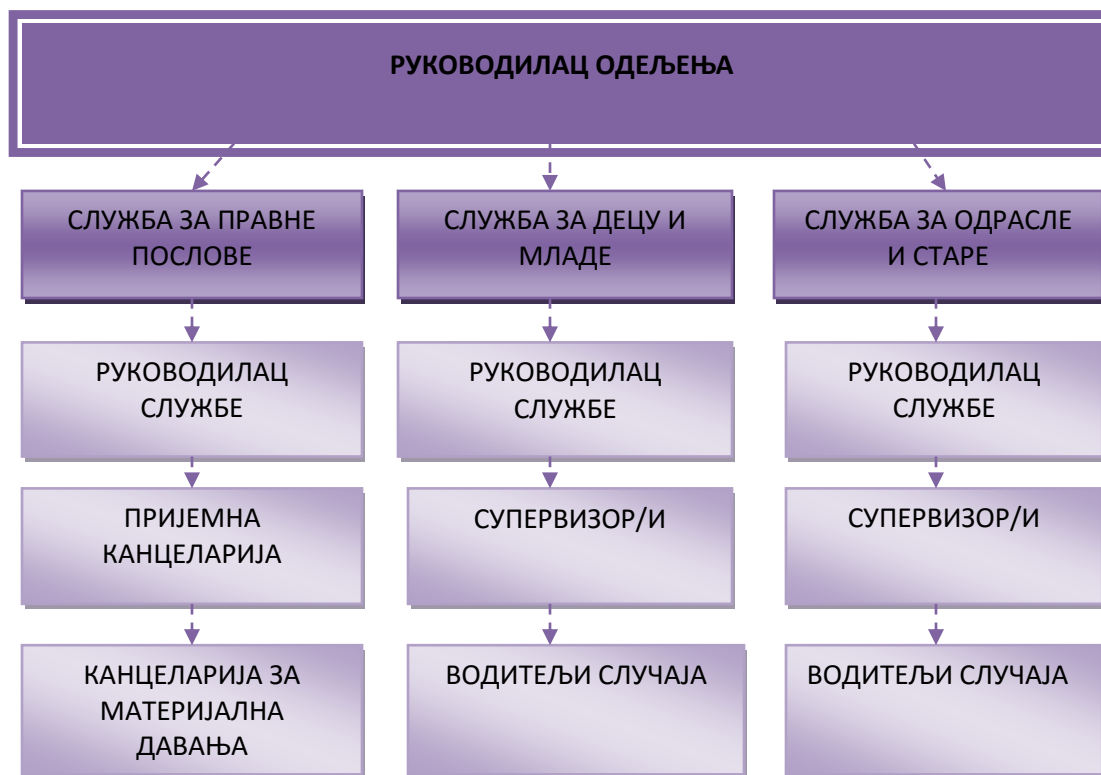 РУКОВОДИЛАЦ ОДЕЉЕЊА
СЛУЖБА ЗА ПРАВНЕ
ПОСЛОВЕ
СЛУЖБА ЗА ДЕЦУ И
МЛАДЕ
СЛУЖБА ЗА ОДРАСЛЕ
И СТАРЕ
РУКОВОДИЛАЦ
СЛУЖБЕ
РУКОВОДИЛАЦ
СЛУЖБЕ
РУКОВОДИЛАЦ
СЛУЖБЕ
ПРИЈЕМНА
КАНЦЕЛАРИЈА
СУПЕРВИЗОР/И
СУПЕРВИЗОР/И
КАНЦЕЛАРИЈА ЗА
МАТЕРИЈАЛНА
ДАВАЊА
ВОДИТЕЉИ СЛУЧАЈА
ВОДИТЕЉИ СЛУЧАЈА